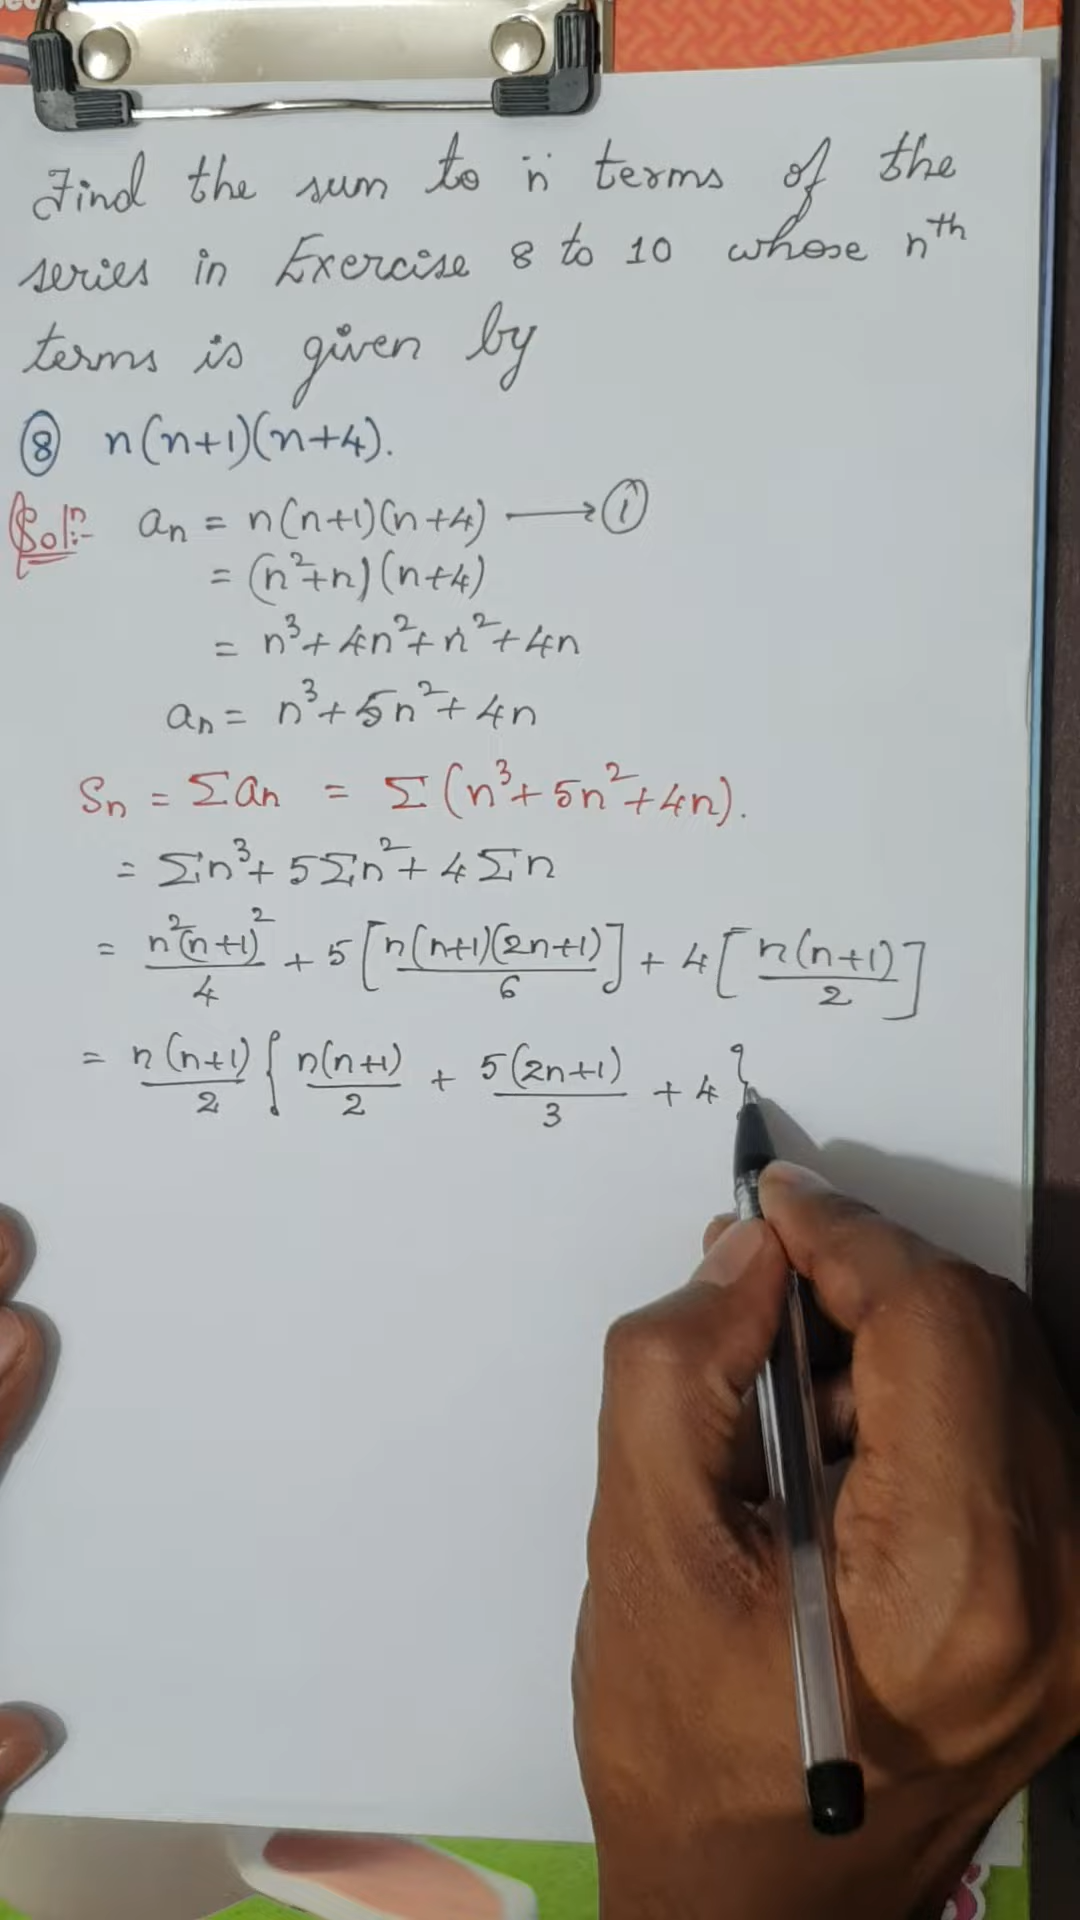 Find the sum to 'n' terms of the
series in Exercise 8 to 10 whose nth
terms is given by
⑧ n(n+1)(n+4).
Solⁿ:- an = n(n+1)(n+4) ⟶ ①
= (n²+n)(n+4)
= n³+4n²+n²+4n
an = n³+5n²+4n
Sn = Σan = Σ(n³+5n²+4n).
= Σn³+5Σn²+4Σn
= n²(n+1)²/4 + 5[n(n+1)(2n+1)/6] + 4[n(n+1)/2]
= n(n+1)/2 { n(n+1)/2 + 5(2n+1)/3 + 4 }